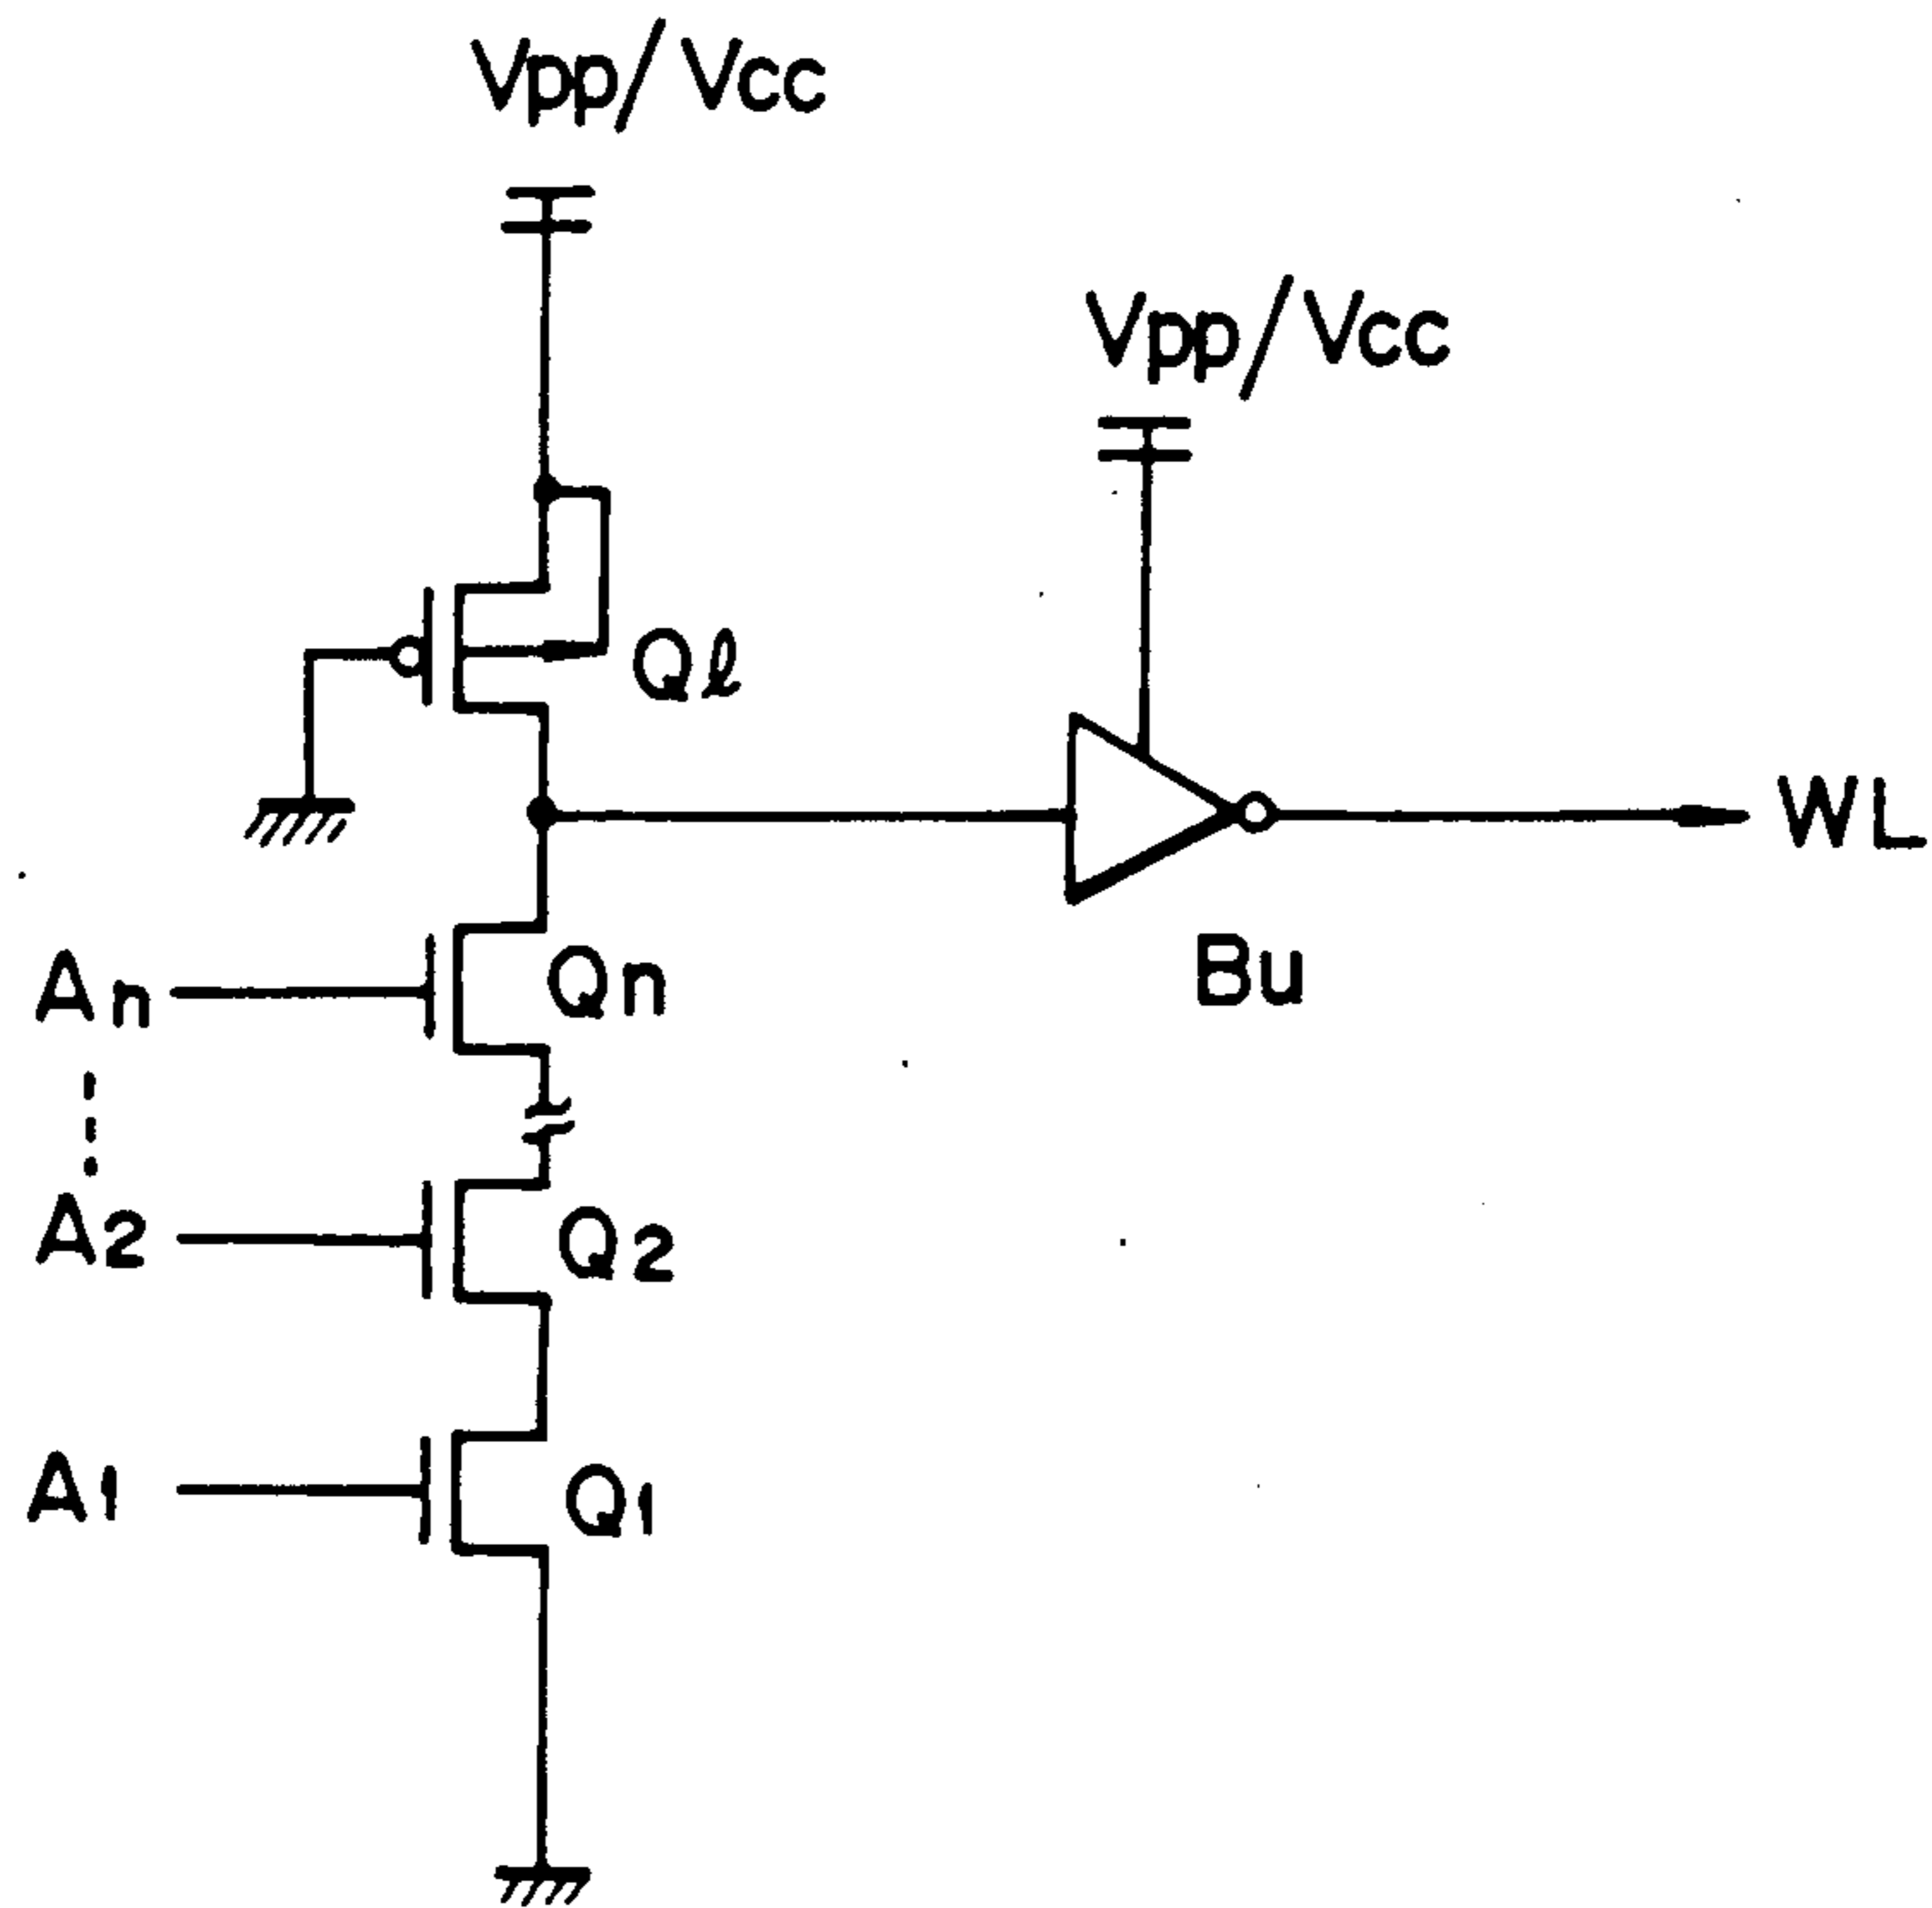 Vpp/Vcc
Vpp/Vcc
Qℓ
WL
An
Qn
Bu
A2
Q2
A1
Q1